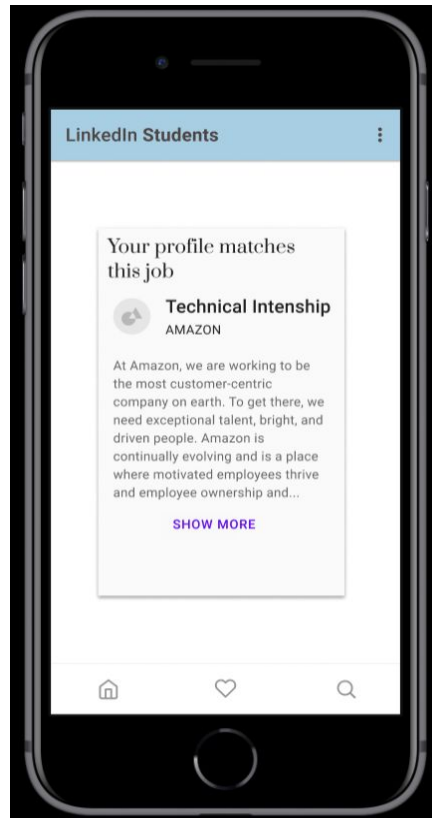 LinkedIn Students
Your profile matches
this job
Technical Intenship
AMAZON
At Amazon, we are working to be
the most customer-centric
company on earth. To get there, we
need exceptional talent, bright, and
driven people. Amazon is
continually evolving and is a place
where motivated employees thrive
and employee ownership and...
SHOW MORE